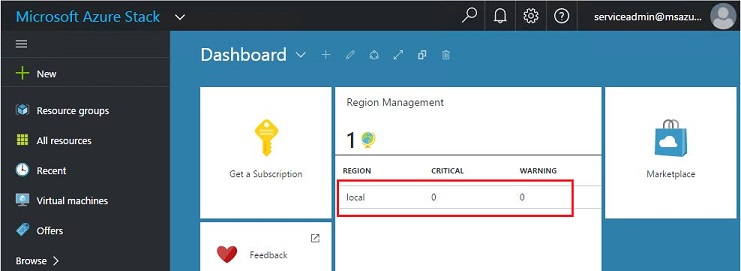 Microsoft Azure Stack
serviceadmin@msazu...
New
Resource groups
All resources
Recent
Virtual machines
Offers
Browse >
Dashboard
Get a Subscription
Feedback
Region Management
1
REGION CRITICAL WARNING
local 0 0
Marketplace